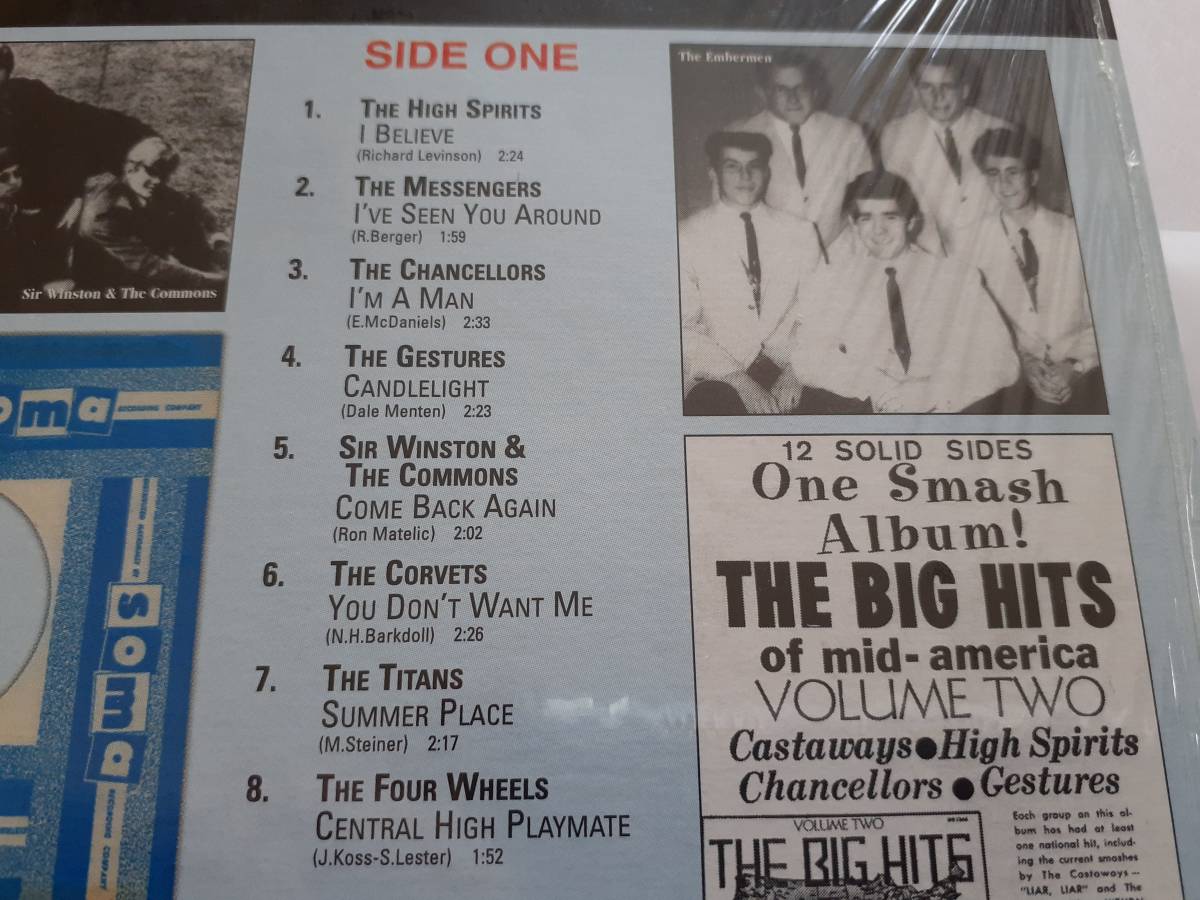 Sir Winston & The Commons
oma
RECORDING COMPANY
Soma
RECORDING COMPANY
SIDE ONE
1. The High Spirits
I Believe
(Richard Levinson) 2:24
2. The Messengers
I've Seen You Around
(R.Berger) 1:59
3. The Chancellors
I'm A Man
(E.McDaniels) 2:33
4. The Gestures
Candlelight
(Dale Menten) 2:23
5. Sir Winston &
The Commons
Come Back Again
(Ron Matelic) 2:02
6. The Corvets
You Don't Want Me
(N.H.Barkdoll) 2:26
7. The Titans
Summer Place
(M.Steiner) 2:17
8. The Four Wheels
Central High Playmate
(J.Koss-S.Lester) 1:52
The Embermen
12 SOLID SIDES
One Smash
Album!
THE BIG HITS
of mid-america
VOLUME TWO
Castaways●High Spirits
Chancellors ● Gestures
VOLUME TWO
THE BIG HITS
Each group on this al-
bum has had at least
one national hit, includ-
ing the current smashes
by The Castaways—
"LIAR, LIAR" and The